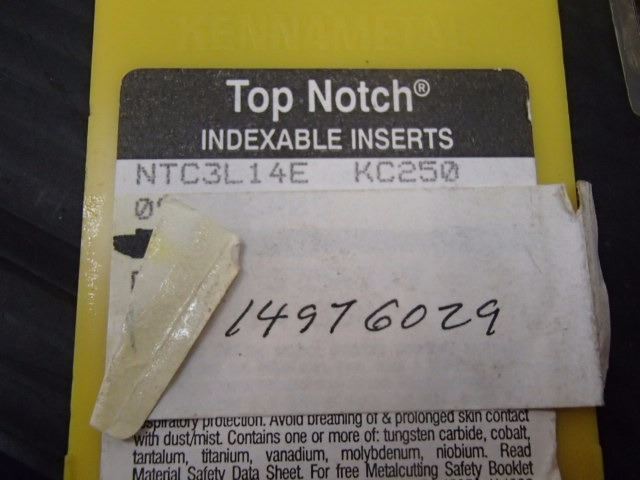 KENNAMETAL
Top Notch®
INDEXABLE INSERTS
NTC3L14E KC250
14976029
respiratory protection. Avoid breathing of & prolonged skin contact
with dust/mist. Contains one or more of: tungsten carbide, cobalt,
tantalum, titanium, vanadium, molybdenum, niobium. Read
Material Safety Data Sheet. For free Metalcutting Safety Booklet